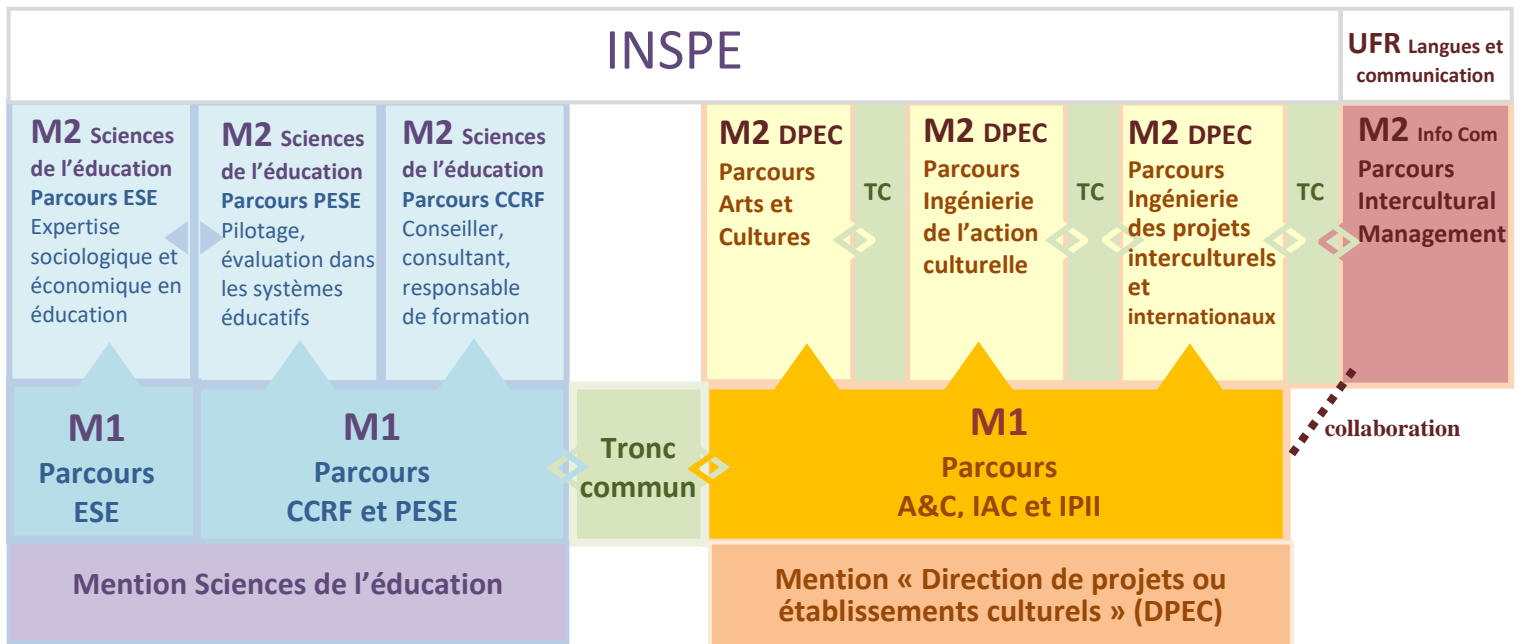 INSPE
UFR Langues et
communication
M2 Sciences
de l'éducation
Parcours ESE
Expertise
sociologique et
économique en
éducation
M2 Sciences
de l'éducation
Parcours PESE
Pilotage,
évaluation dans
les systèmes
éducatifs
M2 Sciences
de l'éducation
Parcours CCRF
Conseiller,
consultant,
responsable
de formation
M2 DPEC
Parcours
Arts et
Cultures
TC
M2 DPEC
Parcours
Ingénierie
de l'action
culturelle
TC
M2 DPEC
Parcours
Ingénierie
des projets
interculturels
et
internationaux
TC
M2 Info Com
Parcours
Intercultural
Management
M1
Parcours
ESE
M1
Parcours
CCRF et PESE
Tronc
commun
M1
Parcours
A&C, IAC et IPII
collaboration
Mention Sciences de l'éducation
Mention « Direction de projets ou
établissements culturels » (DPEC)